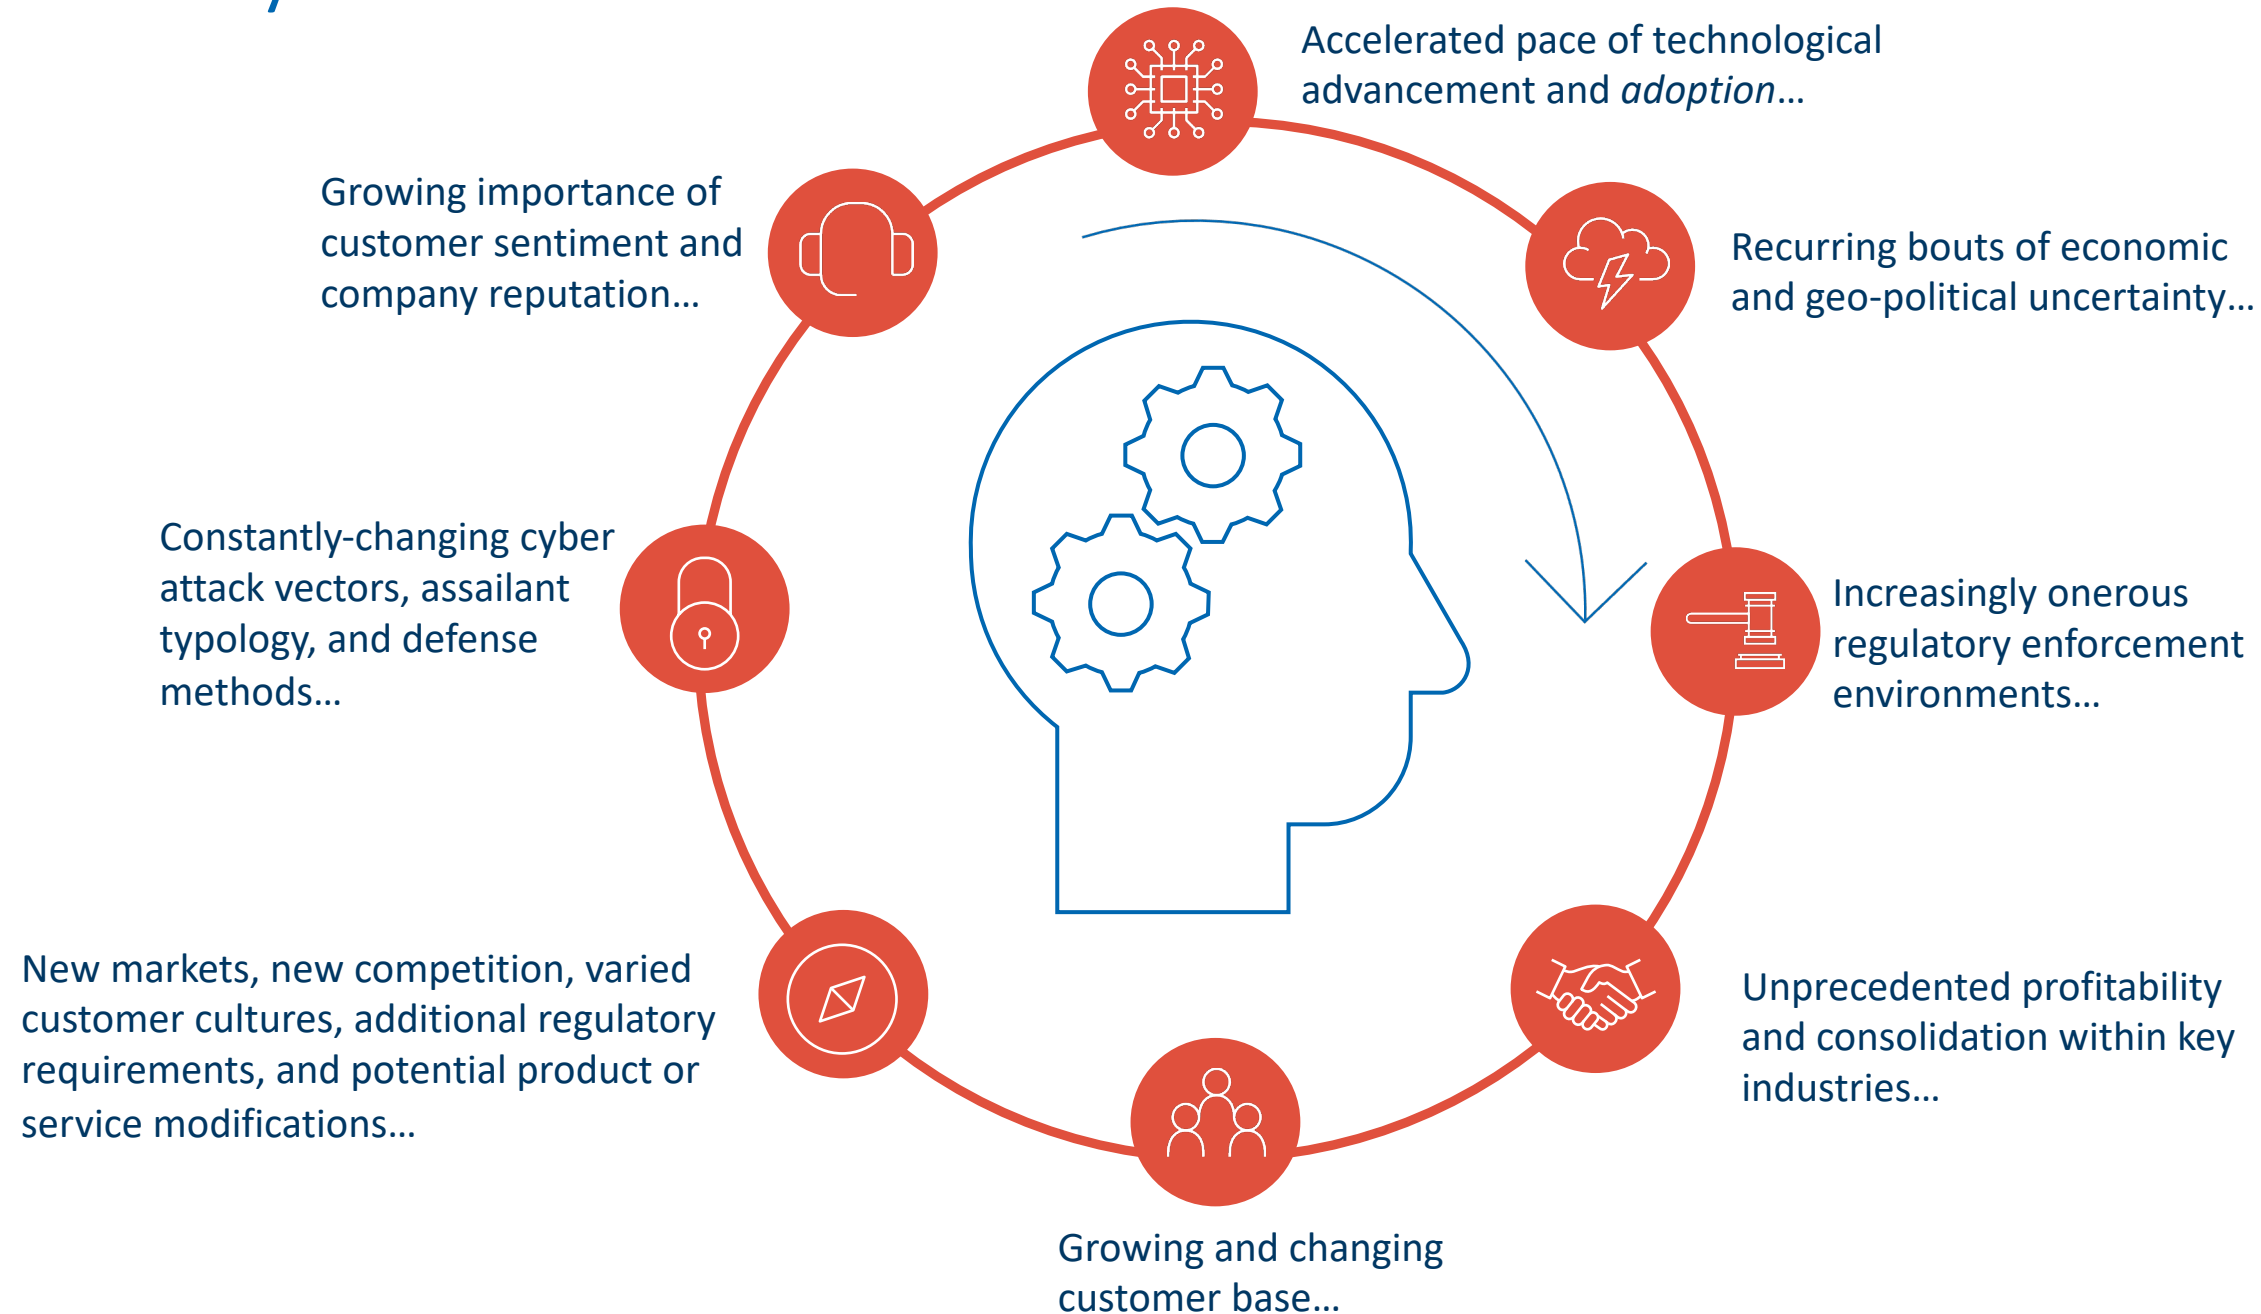 Accelerated pace of technological
advancement and adoption…
Recurring bouts of economic
and geo-political uncertainty…
Increasingly onerous
regulatory enforcement
environments…
Unprecedented profitability
and consolidation within key
industries…
Growing and changing
customer base…
New markets, new competition, varied
customer cultures, additional regulatory
requirements, and potential product or
service modifications…
Constantly-changing cyber
attack vectors, assailant
typology, and defense
methods…
Growing importance of
customer sentiment and
company reputation…